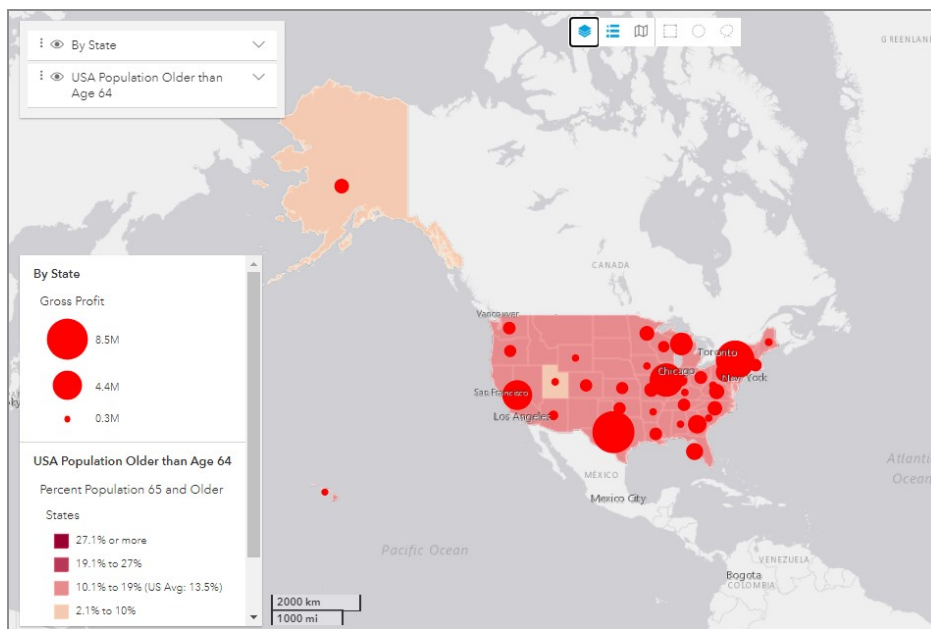 By State
USA Population Older than
Age 64
GREENLAN
CANADA
Vancouver
Toronto
Chicago
New York
San Francisco
Los Angeles
MÉXICO
Mexico City
Atlantic
Ocean
Pacific Ocean
VENEZUELA
Bogota
COLOMBIA
By State
Gross Profit
8.5M
4.4M
0.3M
USA Population Older than Age 64
Percent Population 65 and Older
States
27.1% or more
19.1% to 27%
10.1% to 19% (US Avg: 13.5%)
2.1% to 10%
2000 km
1000 mi